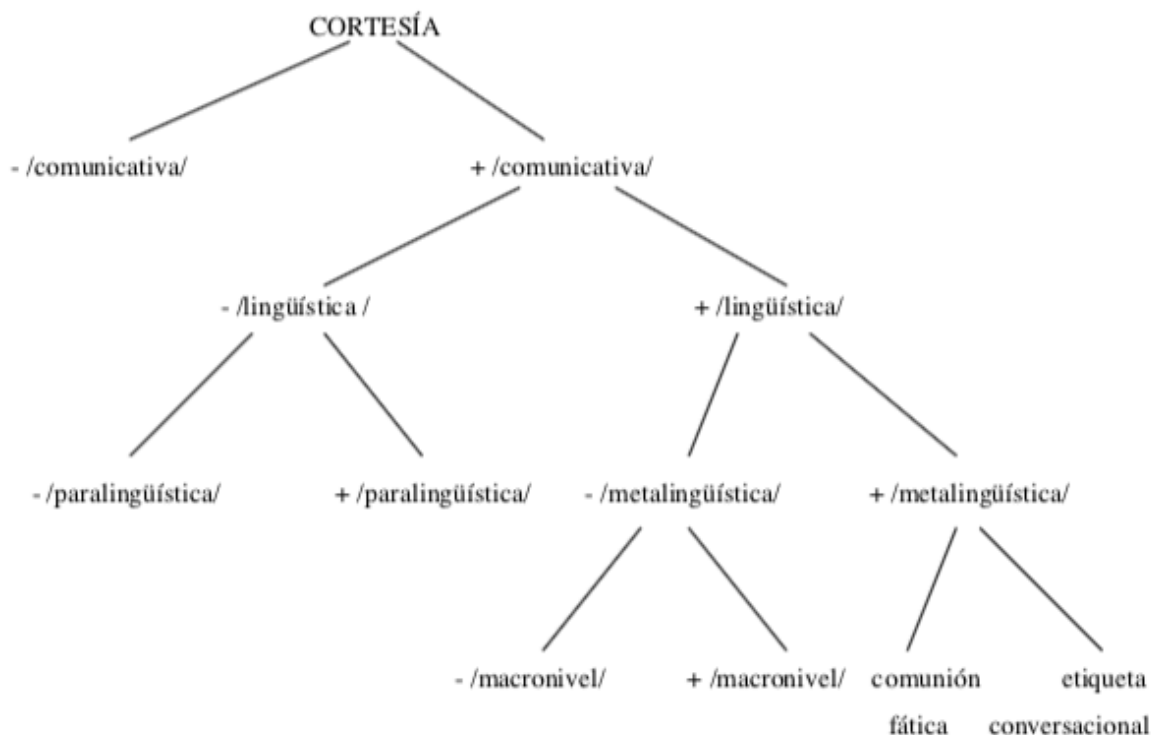 CORTESÍA
- /comunicativa/ + /comunicativa/
- /lingüística / + /lingüística/
- /paralingüística/ + /paralingüística/ - /metalingüística/ + /metalingüística/
- /macronivel/ + /macronivel/ comunión etiqueta
fática conversacional